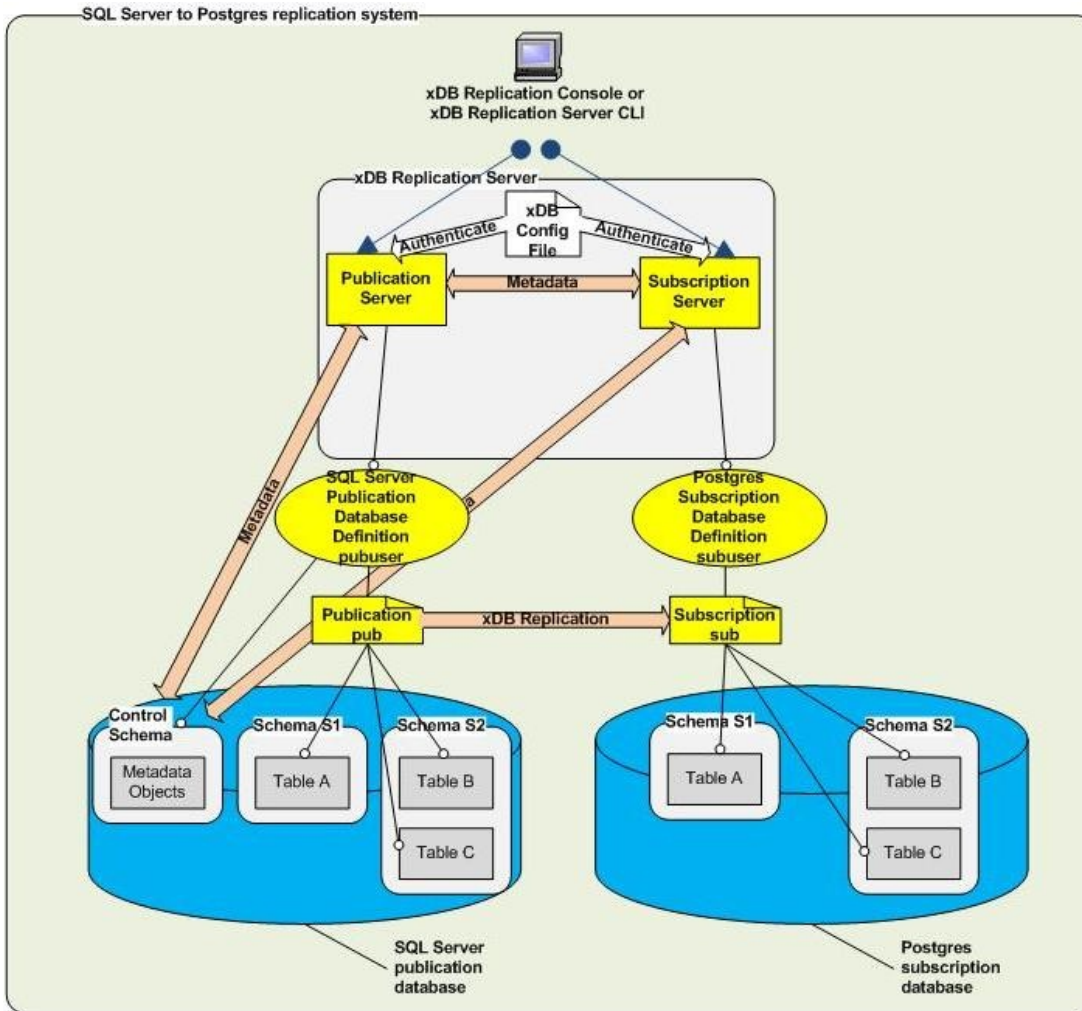 SQL Server to Postgres replication system
xDB Replication Console or
xDB Replication Server CLI
xDB Replication Server
xDB
Config
File
Authenticate
Authenticate
Publication
Server
Metadata
Subscription
Server
Metadata
SQL Server
Publication
Database
Definition
pubuser
a
Postgres
Subscription
Database
Definition
subuser
Publication
pub
xDB Replication
Subscription
sub
Control
Schema
Metadata
Objects
Schema S1
Table A
Schema S2
Table B
Table C
Schema S1
Table A
Schema S2
Table B
Table C
SQL Server
publication
database
Postgres
subscription
database